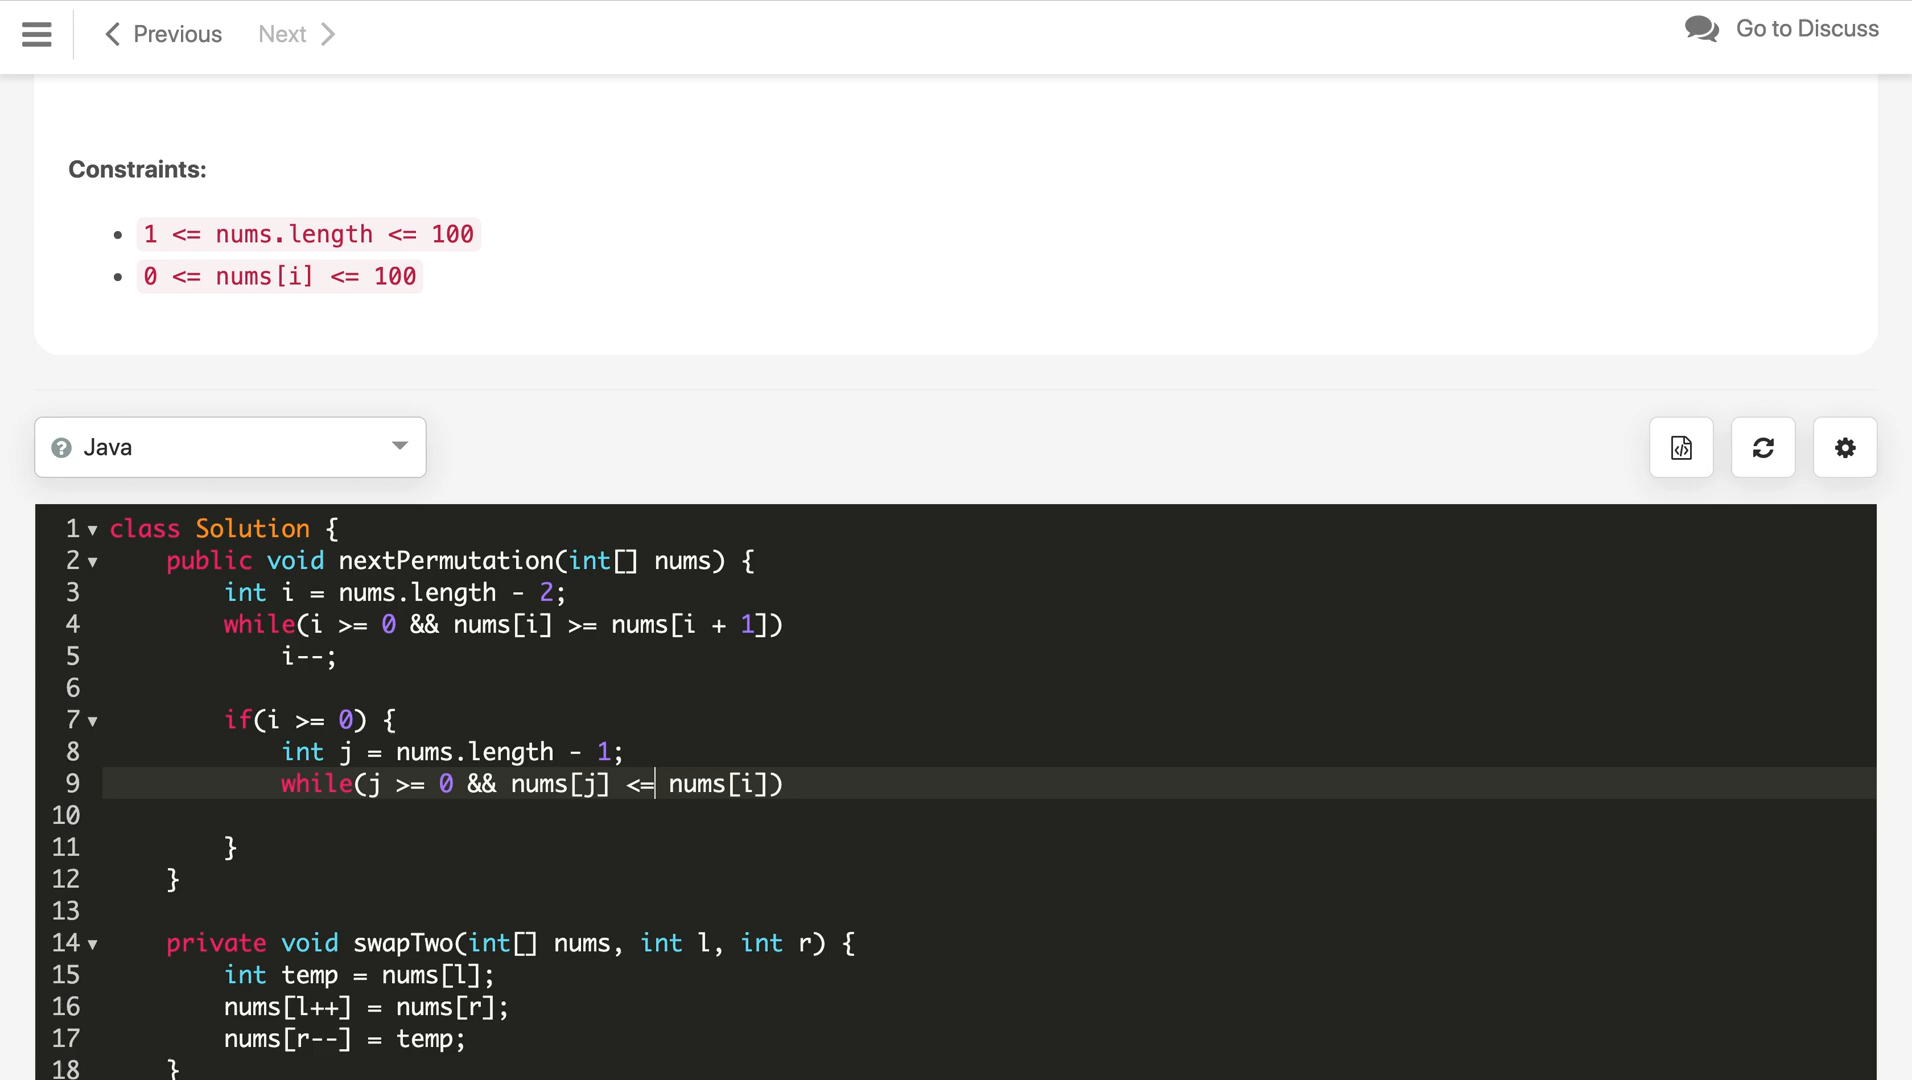 Previous Next Go to Discuss
Constraints:
1 <= nums.length <= 100
0 <= nums[i] <= 100
? Java
1 class Solution {
2 public void nextPermutation(int[] nums) {
3 int i = nums.length - 2;
4 while(i >= 0 && nums[i] >= nums[i + 1])
5 i--;
6
7 if(i >= 0) {
8 int j = nums.length - 1;
9 while(j >= 0 && nums[j] <= nums[i])
10
11 }
12 }
13
14 private void swapTwo(int[] nums, int l, int r) {
15 int temp = nums[l];
16 nums[l++] = nums[r];
17 nums[r--] = temp;
18 }